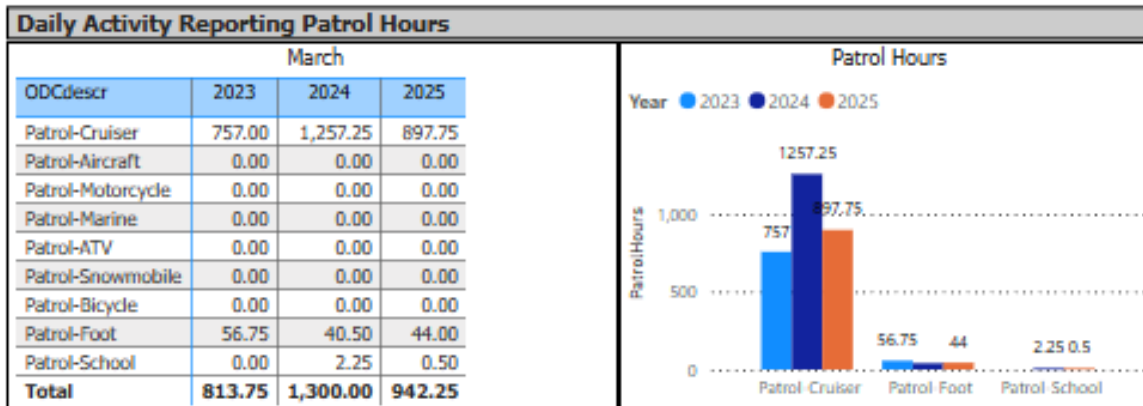 Daily Activity Reporting Patrol Hours
March
ODCdescr 2023 2024 2025
Patrol-Cruiser 757.00 1,257.25 897.75
Patrol-Aircraft 0.00 0.00 0.00
Patrol-Motorcycle 0.00 0.00 0.00
Patrol-Marine 0.00 0.00 0.00
Patrol-ATV 0.00 0.00 0.00
Patrol-Snowmobile 0.00 0.00 0.00
Patrol-Bicycle 0.00 0.00 0.00
Patrol-Foot 56.75 40.50 44.00
Patrol-School 0.00 2.25 0.50
Total 813.75 1,300.00 942.25
Patrol Hours
Year 2023 2024 2025
1257.25
897.75
757
56.75 44
2.25 0.5
PatrolHours
1,000
500
0
Patrol-Cruiser Patrol-Foot Patrol-School